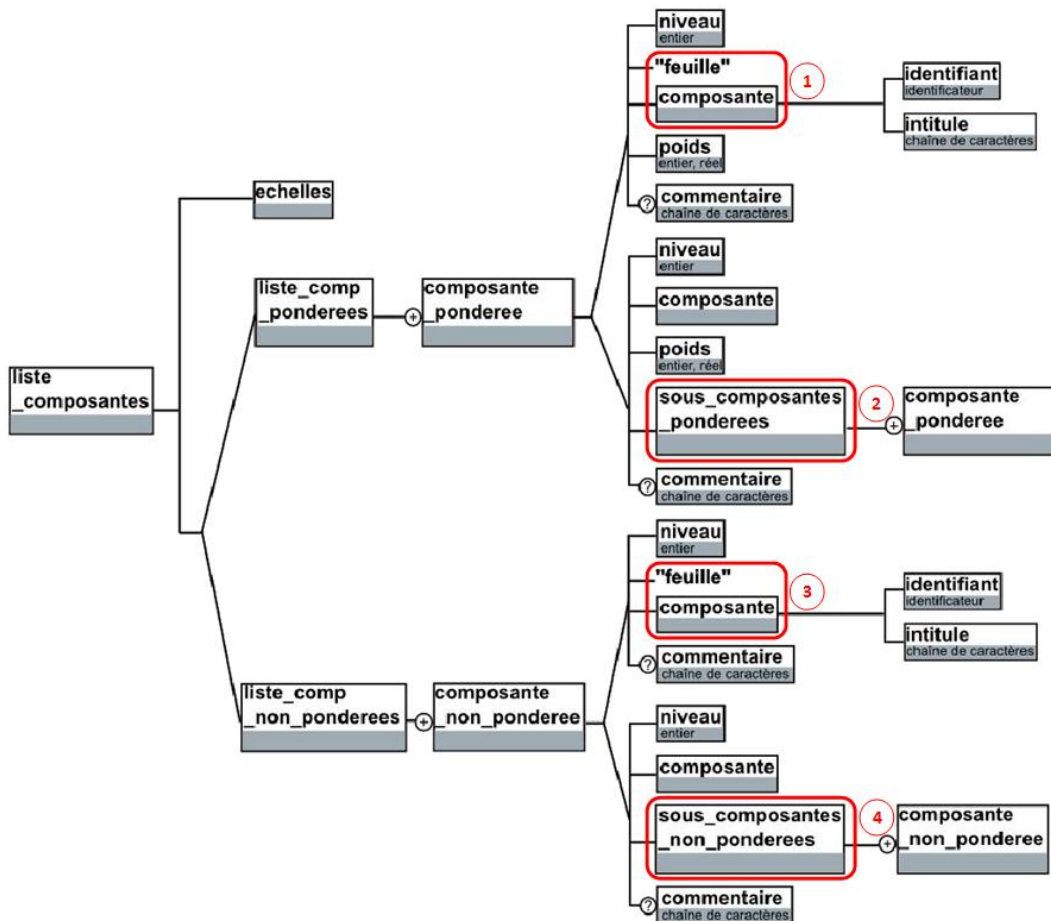 niveau
entier
"feuille"
composante
1
identifiant
identificateur
intitule
chaîne de caractères
poids
entier, réel
?
commentaire
chaîne de caractères
echelles
niveau
entier
composante
poids
entier, réel
liste_comp
_ponderees
+
composante
_ponderee
liste
_composantes
sous_composantes
_ponderees
2
+
composante
_ponderee
?
commentaire
chaîne de caractères
niveau
entier
"feuille"
composante
3
identifiant
identificateur
intitule
chaîne de caractères
?
commentaire
chaîne de caractères
liste_comp
_non_ponderees
+
composante
_non_ponderee
niveau
entier
composante
sous_composantes
_non_ponderees
4
+
composante
_non_ponderee
?
commentaire
chaîne de caractères